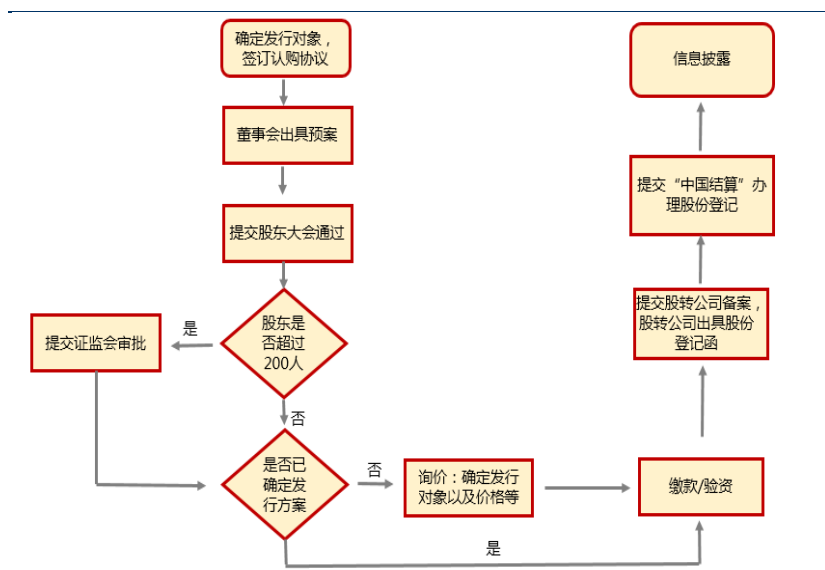 确定发行对象，
签订认购协议
董事会出具预案
提交股东大会通过
股东是
否超过
200人
是
提交证监会审批
否
是否已
确定发
行方案
否
询价：确定发行
对象以及价格等
是
缴款/验资
提交股转公司备案，
股转公司出具股份
登记函
提交“中国结算”办
理股份登记
信息披露